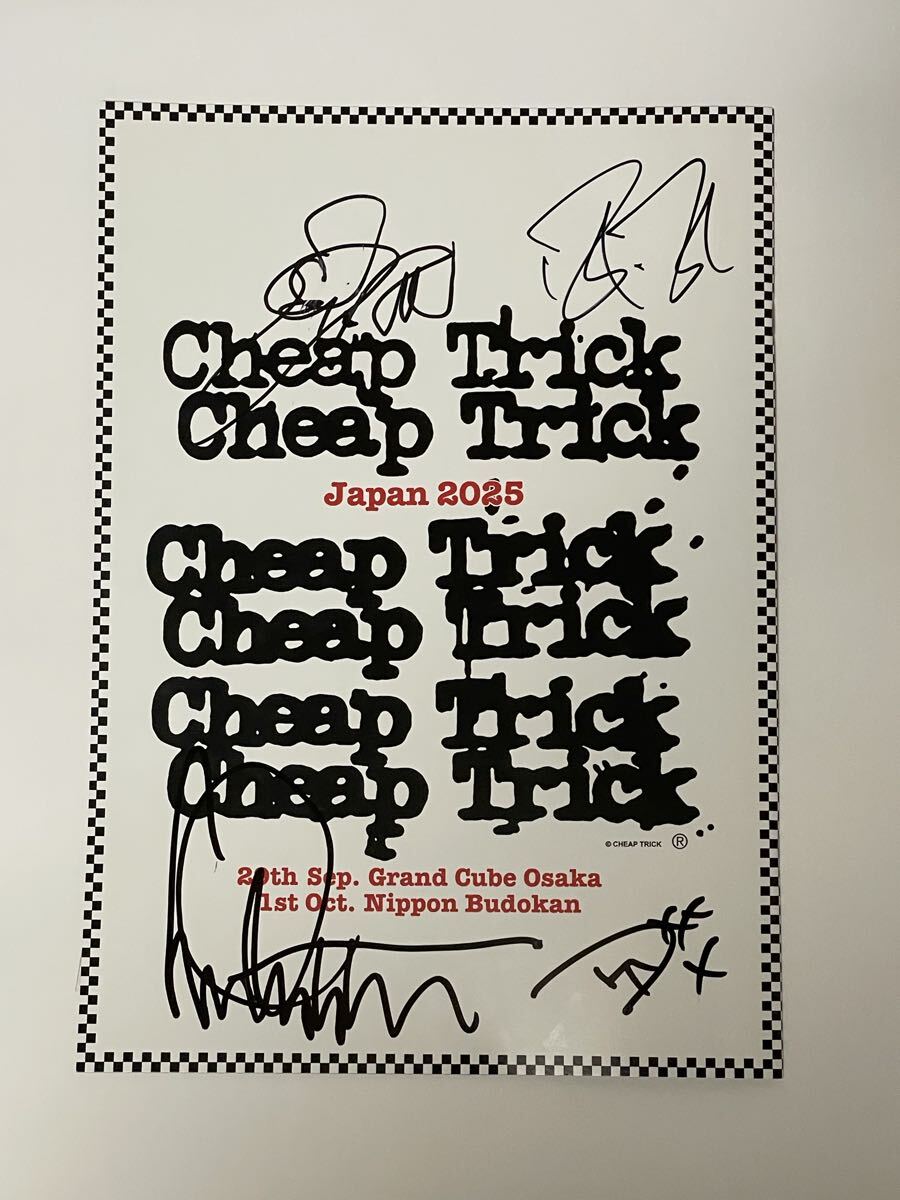 Cheap Trick
Cheap Trick
Japan 2025
Cheap Trick
Cheap Trick
Cheap Trick
Cheap Trick
© CHEAP TRICK ®
29th Sep. Grand Cube Osaka
1st Oct. Nippon Budokan